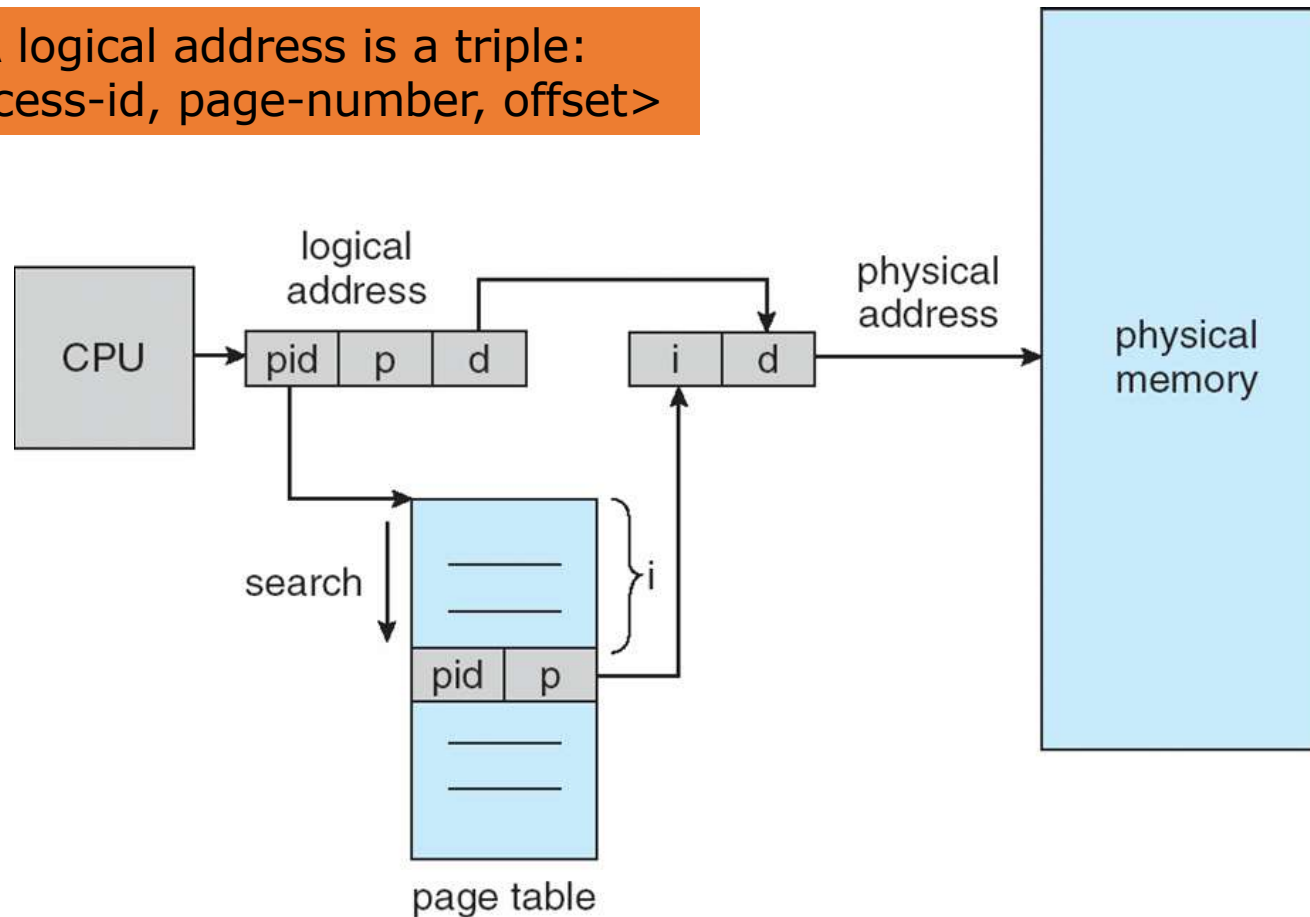 logical address is a triple:
cess-id, page-number, offset>
logical
address
physical
address
CPU
pid p d
i d
physical
memory
search
i
pid p
page table